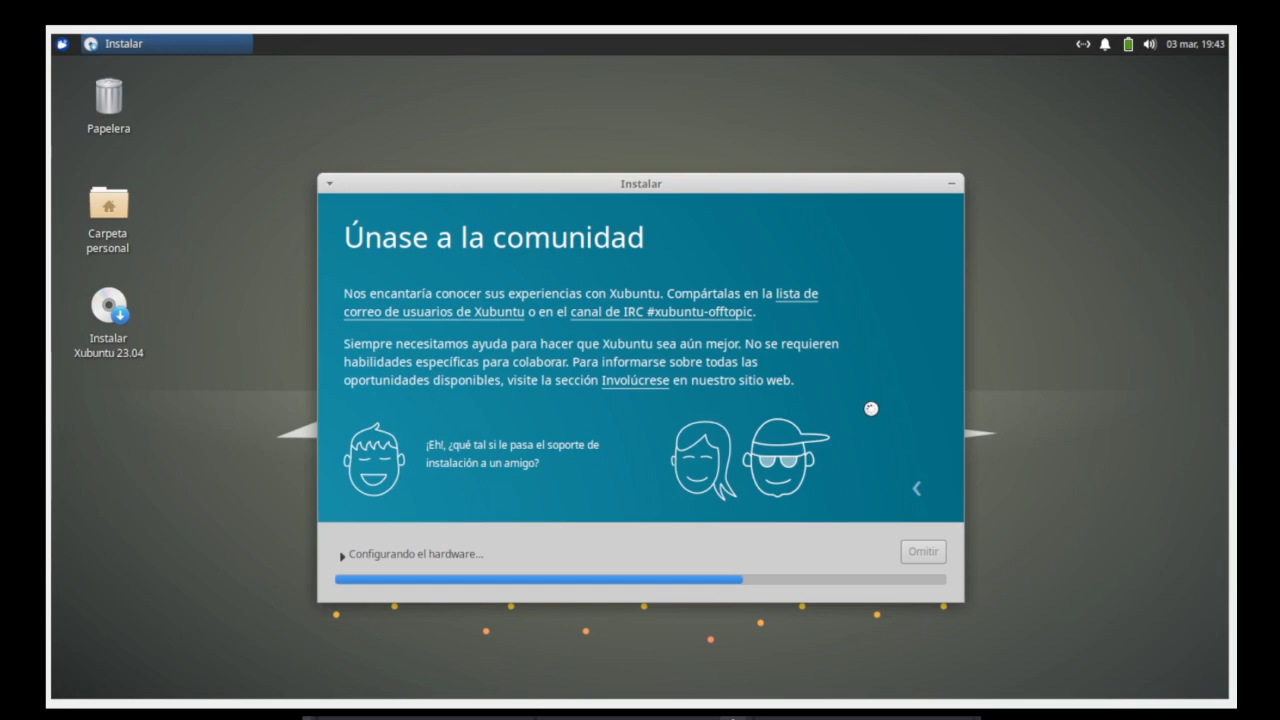 Instalar
03 mar, 19:43
Papelera
Carpeta
personal
Instalar
Xubuntu 23.04
Instalar
Únase a la comunidad
Nos encantaría conocer sus experiencias con Xubuntu. Compártalas en la lista de
correo de usuarios de Xubuntu o en el canal de IRC #xubuntu-offtopic.
Siempre necesitamos ayuda para hacer que Xubuntu sea aún mejor. No se requieren
habilidades específicas para colaborar. Para informarse sobre todas las
oportunidades disponibles, visite la sección Involúcrese en nuestro sitio web.
¡Eh!, ¿qué tal si le pasa el soporte de
instalación a un amigo?
Configurando el hardware...
Omitir